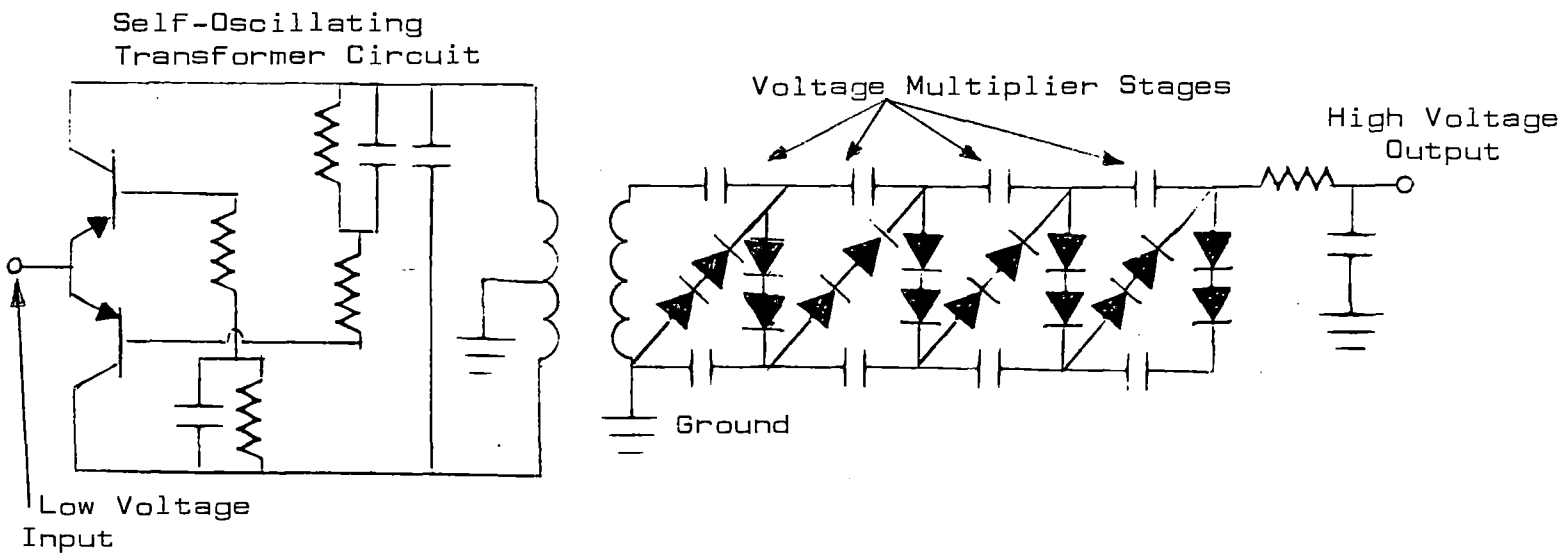 Self-Oscillating
Transformer Circuit
Voltage Multiplier Stages
High Voltage
Output
Ground
Low Voltage
Input